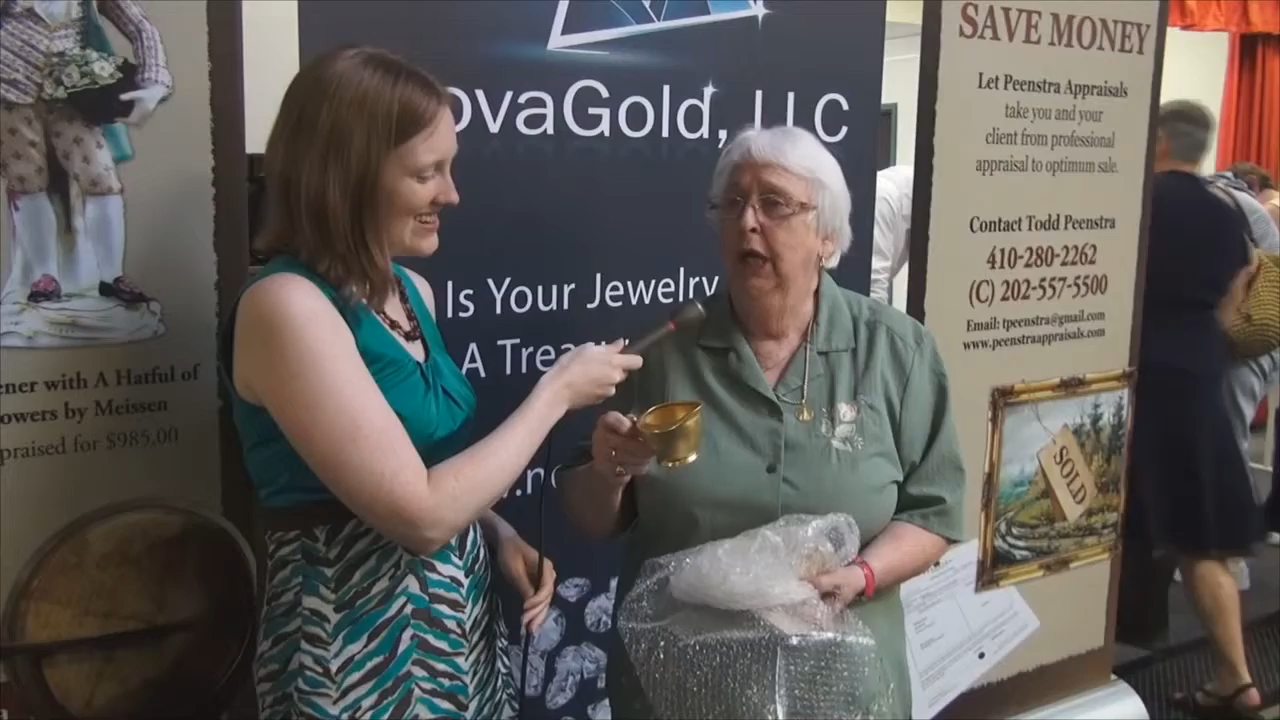 ovaGold, LLC
Is Your Jewelry
A
SAVE MONEY
Let Peenstra Appraisals
take you and your
client from professional
appraisal to optimum sale.
Contact Todd Peenstra
410-280-2262
(C) 202-557-5500
Email: tpeenstra@gmail.com
www.peenstraappraisals.com
SOLD
ener with A Hatful of
owers by Meissen
praised for $985.00